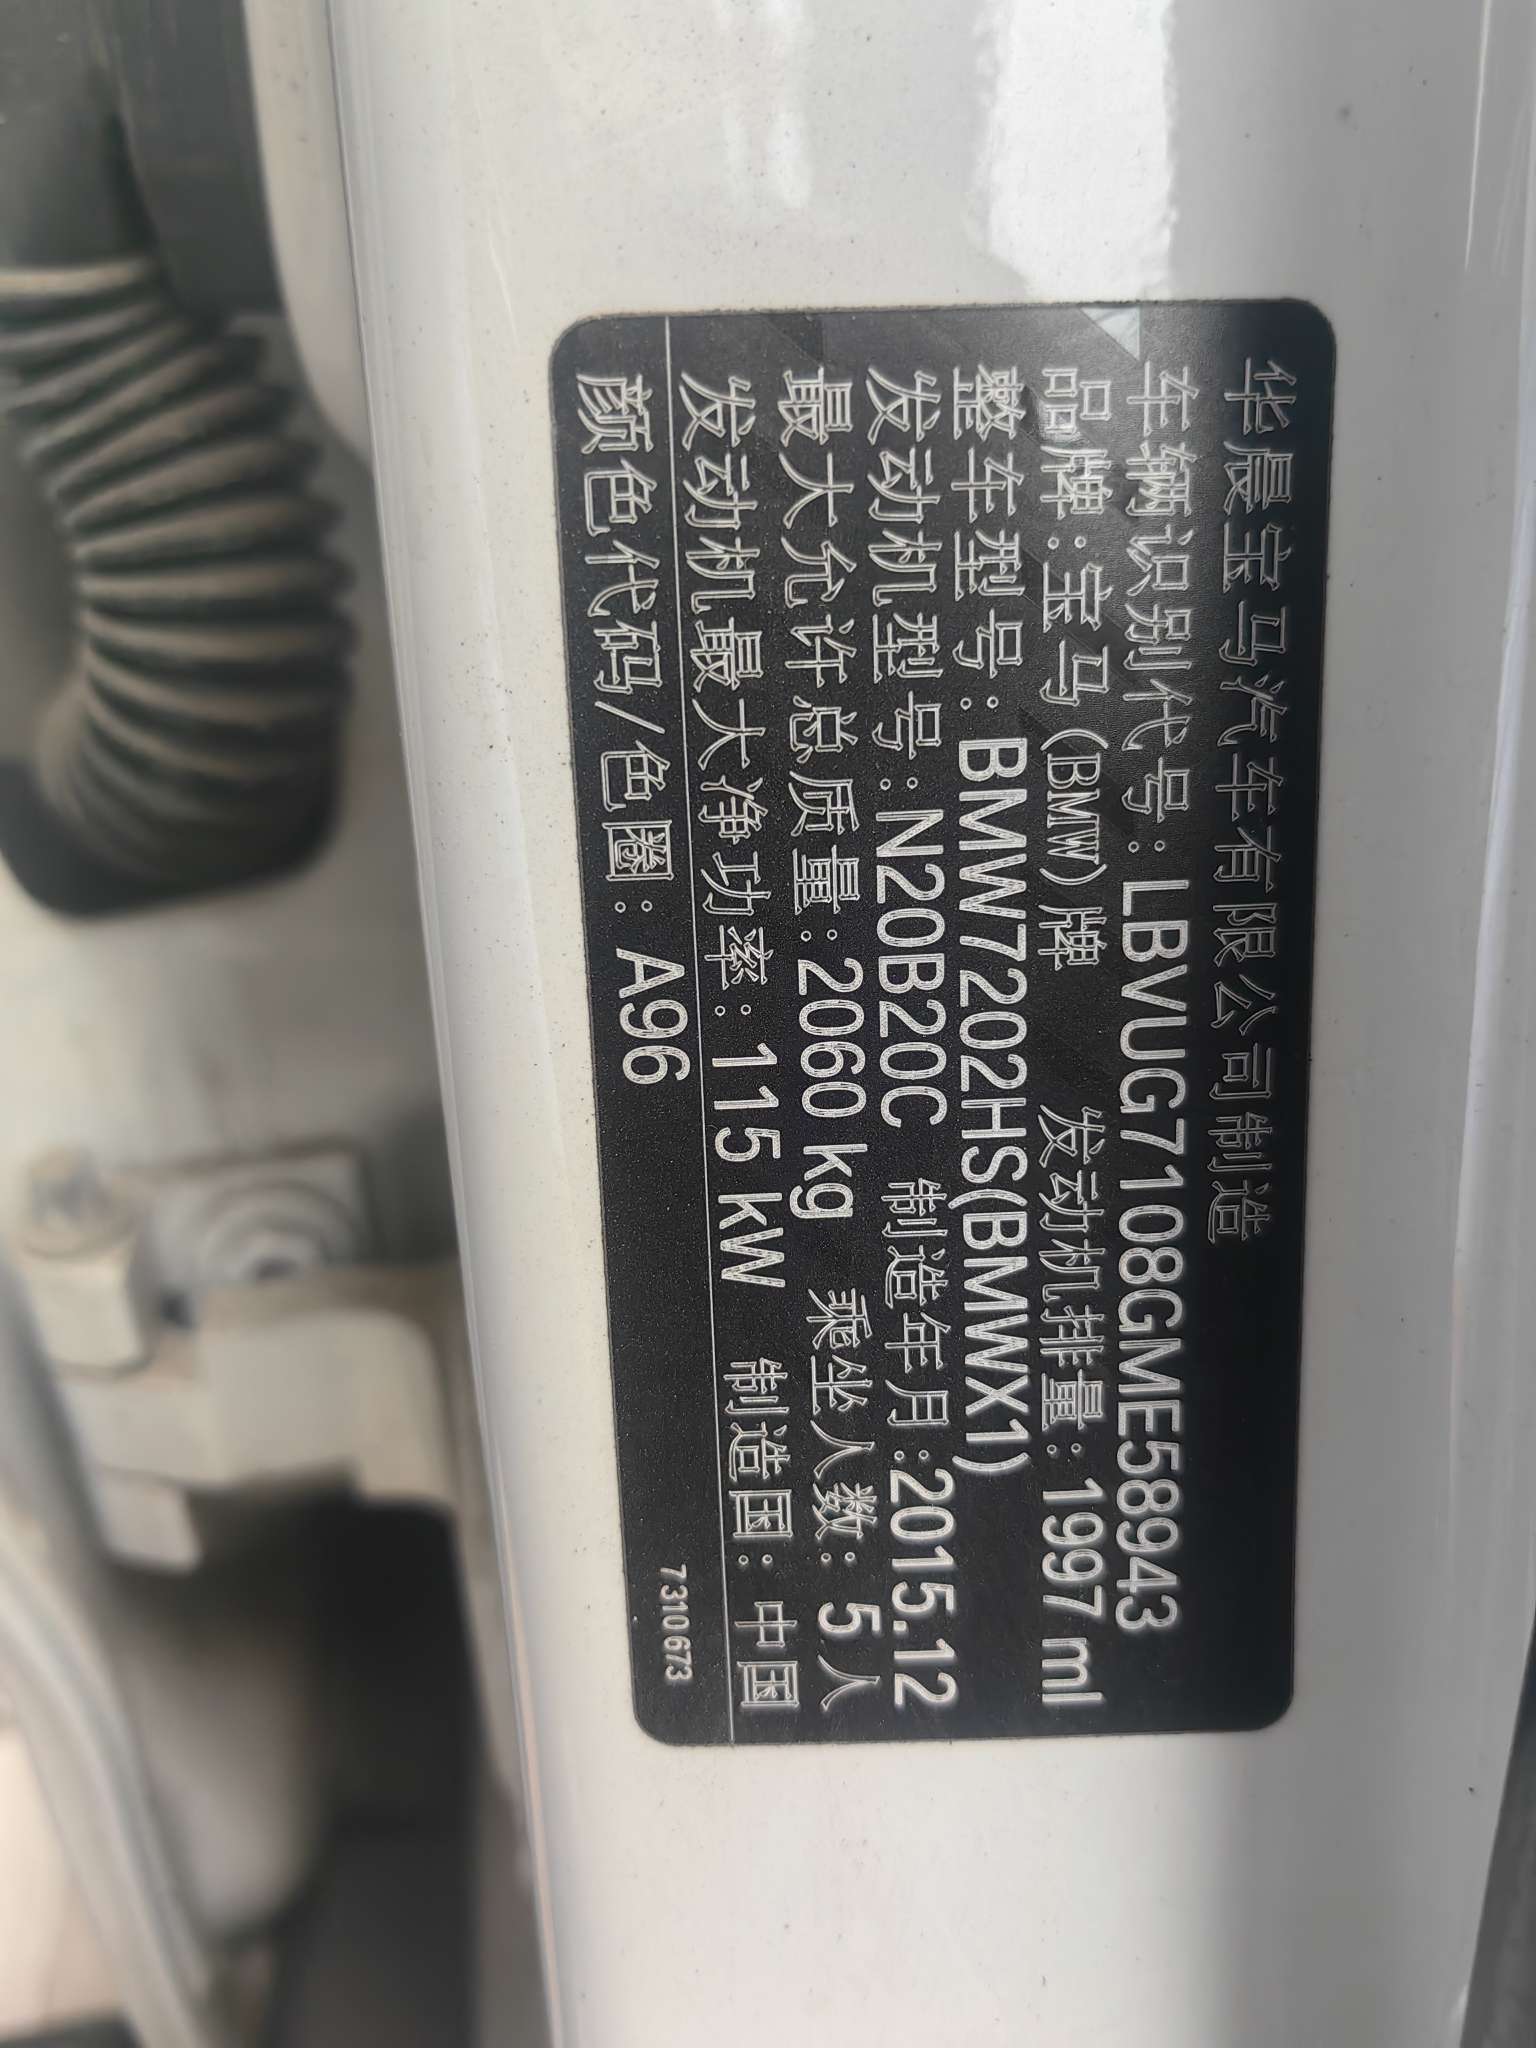 华晨宝马汽车有限公司制造
车辆识别代号：LBVUG7108GME58943
品牌：宝马(BMW)牌 发动机排量：1997 ml
整车型号：BMW7202HS(BMWX1)
发动机型号：N20B20C 制造年月：2015.12
最大允许总质量：2060 kg 乘坐人数：5人
发动机最大净功率：115 kW 制造国：中国
颜色代码/色圈：A96 7310673